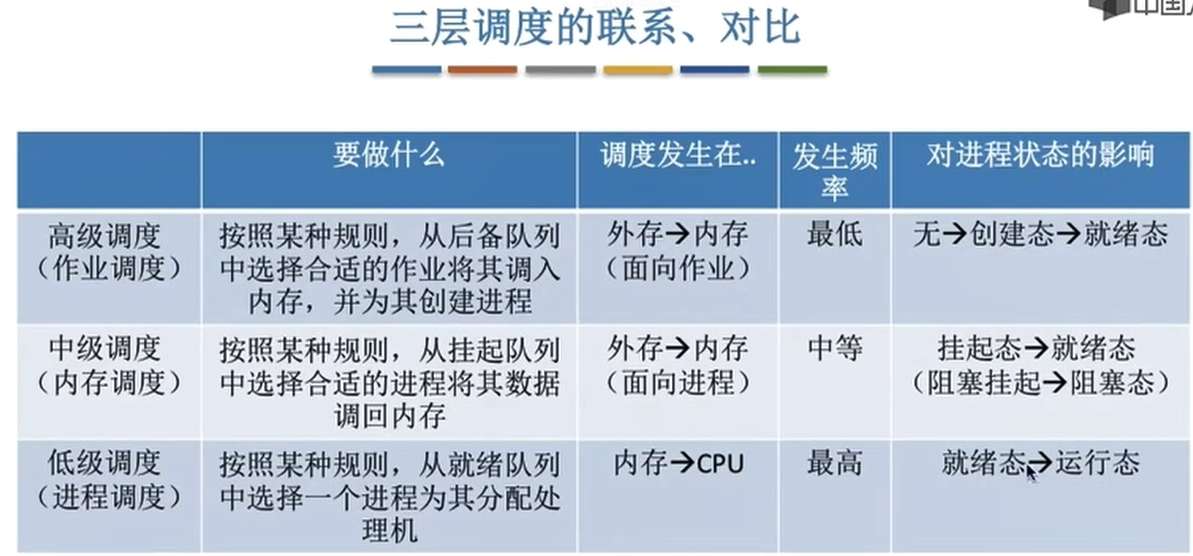 中国
三层调度的联系、对比
要做什么
调度发生在..
发生频
率
对进程状态的影响
高级调度
（作业调度）
按照某种规则，从后备队列
中选择合适的作业将其调入
内存，并为其创建进程
外存→内存
（面向作业）
最低
无→创建态→就绪态
中级调度
（内存调度）
按照某种规则，从挂起队列
中选择合适的进程将其数据
调回内存
外存→内存
（面向进程）
中等
挂起态→就绪态
（阻塞挂起→阻塞态）
低级调度
（进程调度）
按照某种规则，从就绪队列
中选择一个进程为其分配处
理机
内存→CPU
最高
就绪态→运行态